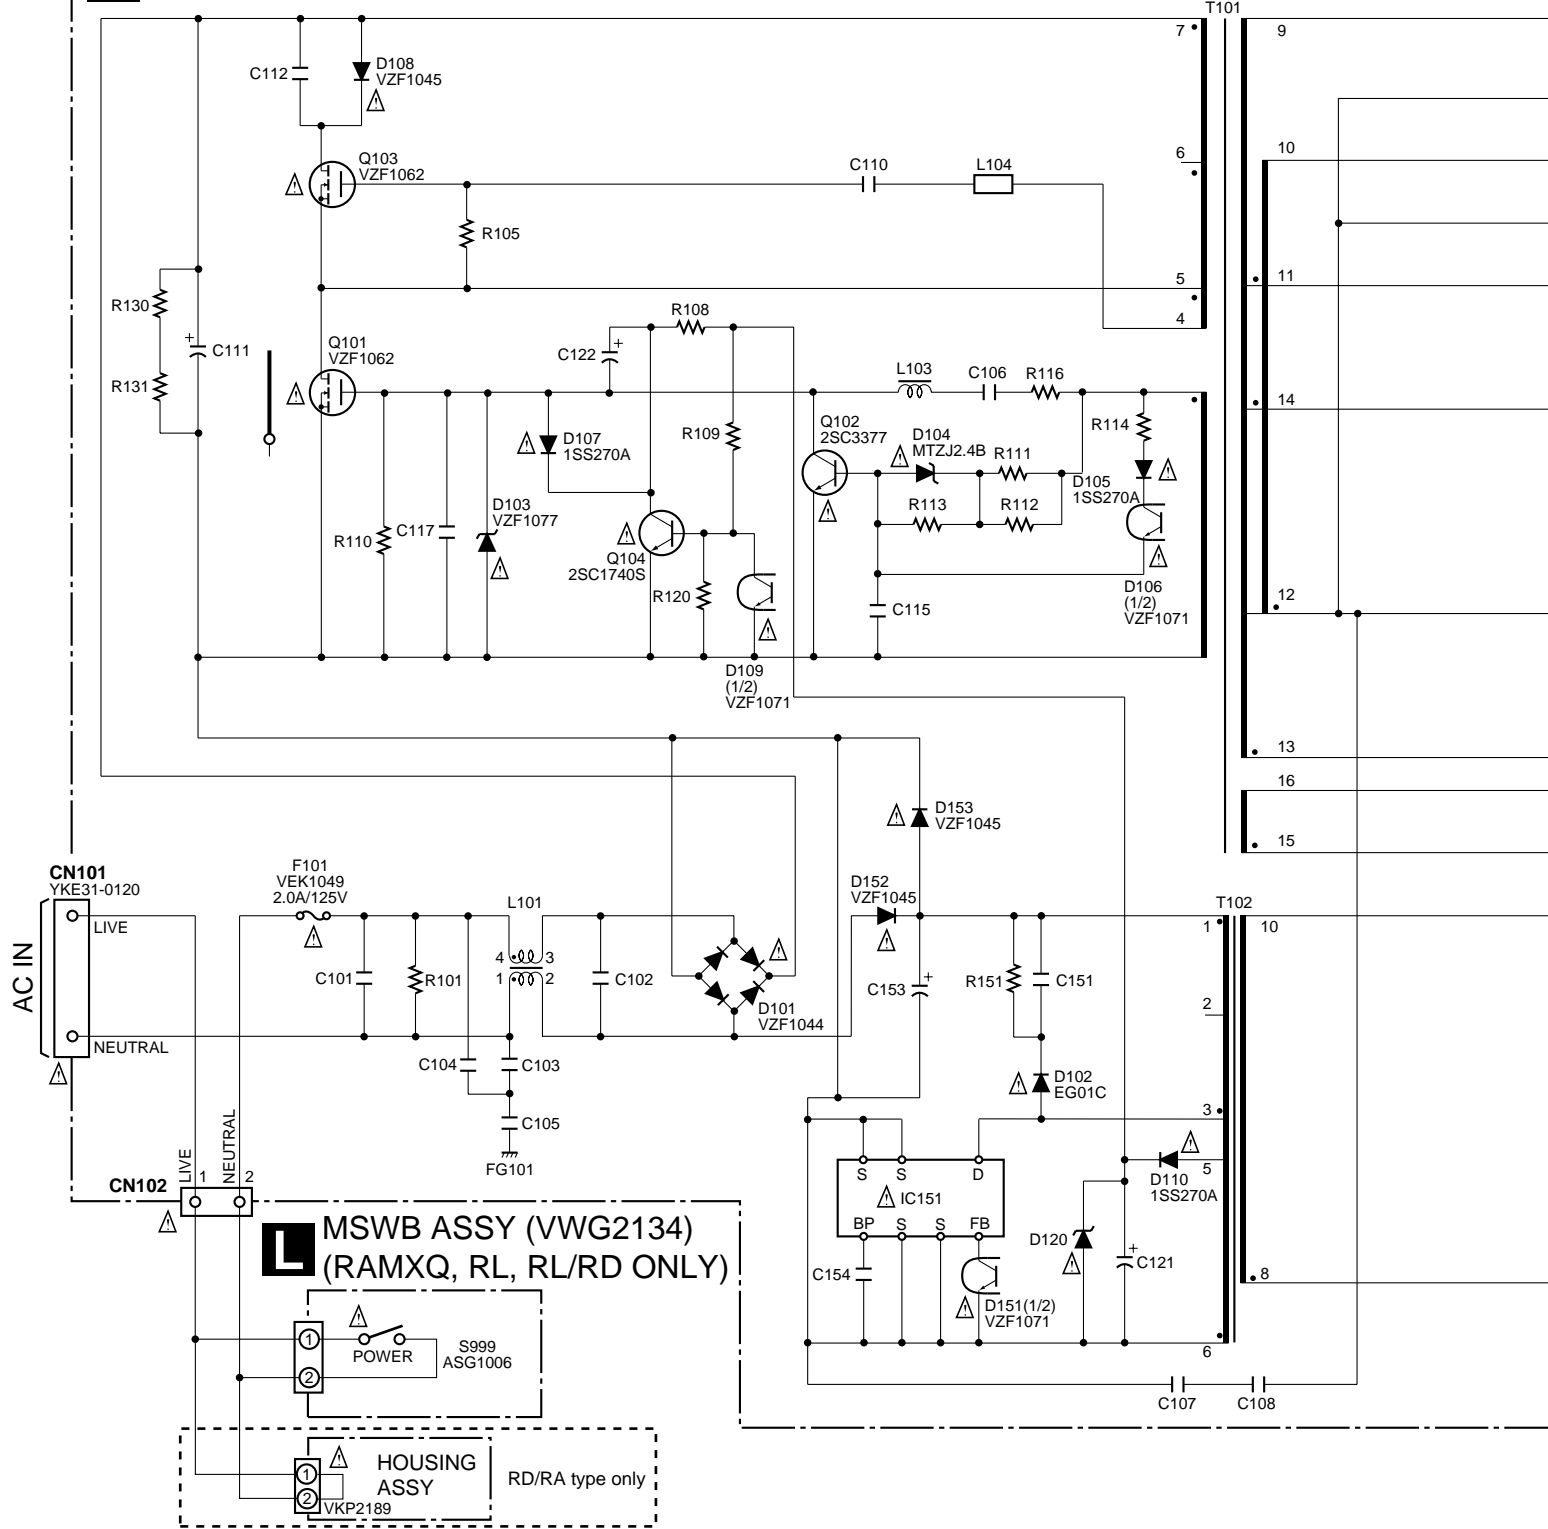 T101
7
9
C112
D108
VZF1045
Q103
VZF1062
C110
L104
6
10
R105
5
11
4
R130
R131
C111
+
Q101
VZF1062
R108
C122
+
L103
C106
R116
14
R109
Q102
2SC3377
D104
MTZJ2.4B
R111
R114
D107
1SS270A
D105
1SS270A
R113
R112
D103
VZF1077
R110
C117
Q104
2SC1740S
R120
C115
D106
(1/2)
VZF1071
12
D109
(1/2)
VZF1071
13
16
15
D153
VZF1045
CN101
YKE31-0120
LIVE
NEUTRAL
AC IN
F101
VEK1049
2.0A/125V
L101
4
3
1
2
C101
R101
C102
D101
VZF1044
C104
C103
C105
FG101
D152
VZF1045
C153
+
R151
C151
D102
EG01C
T102
1
10
2
3
5
D110
1SS270A
S
S
D
IC151
BP
S
S
FB
C154
D151(1/2)
VZF1071
D120
C121
+
8
6
C107
C108
CN102
LIVE
1
NEUTRAL
2
L
MSWB ASSY (VWG2134)
(RAMXQ, RL, RL/RD ONLY)
1
2
POWER
S999
ASG1006
1
2
HOUSING
ASSY
VKP2189
RD/RA type only